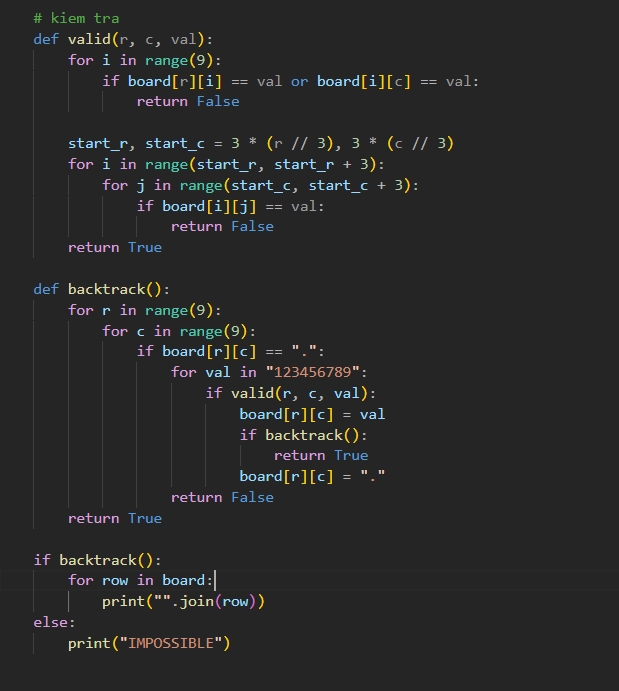 # kiem tra
def valid(r, c, val):
    for i in range(9):
        if board[r][i] == val or board[i][c] == val:
            return False

    start_r, start_c = 3 * (r // 3), 3 * (c // 3)
    for i in range(start_r, start_r + 3):
        for j in range(start_c, start_c + 3):
            if board[i][j] == val:
                return False
    return True

def backtrack():
    for r in range(9):
        for c in range(9):
            if board[r][c] == ".":
                for val in "123456789":
                    if valid(r, c, val):
                        board[r][c] = val
                        if backtrack():
                            return True
                        board[r][c] = "."
                return False
    return True

if backtrack():
    for row in board:
        print("".join(row))
else:
    print("IMPOSSIBLE")